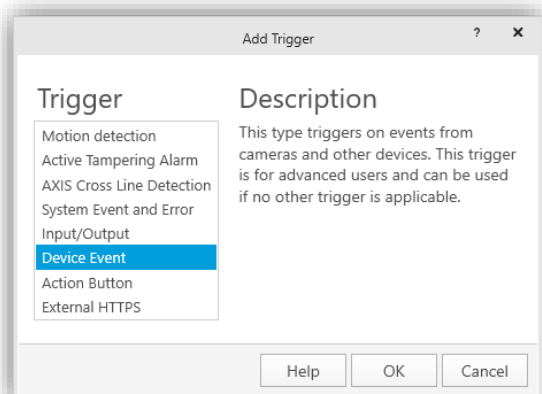 Add Trigger
?
Trigger
Motion detection
Active Tampering Alarm
AXIS Cross Line Detection
System Event and Error
Input/Output
Device Event
Action Button
External HTTPS
Description
This type triggers on events from
cameras and other devices. This trigger
is for advanced users and can be used
if no other trigger is applicable.
Help
OK
Cancel